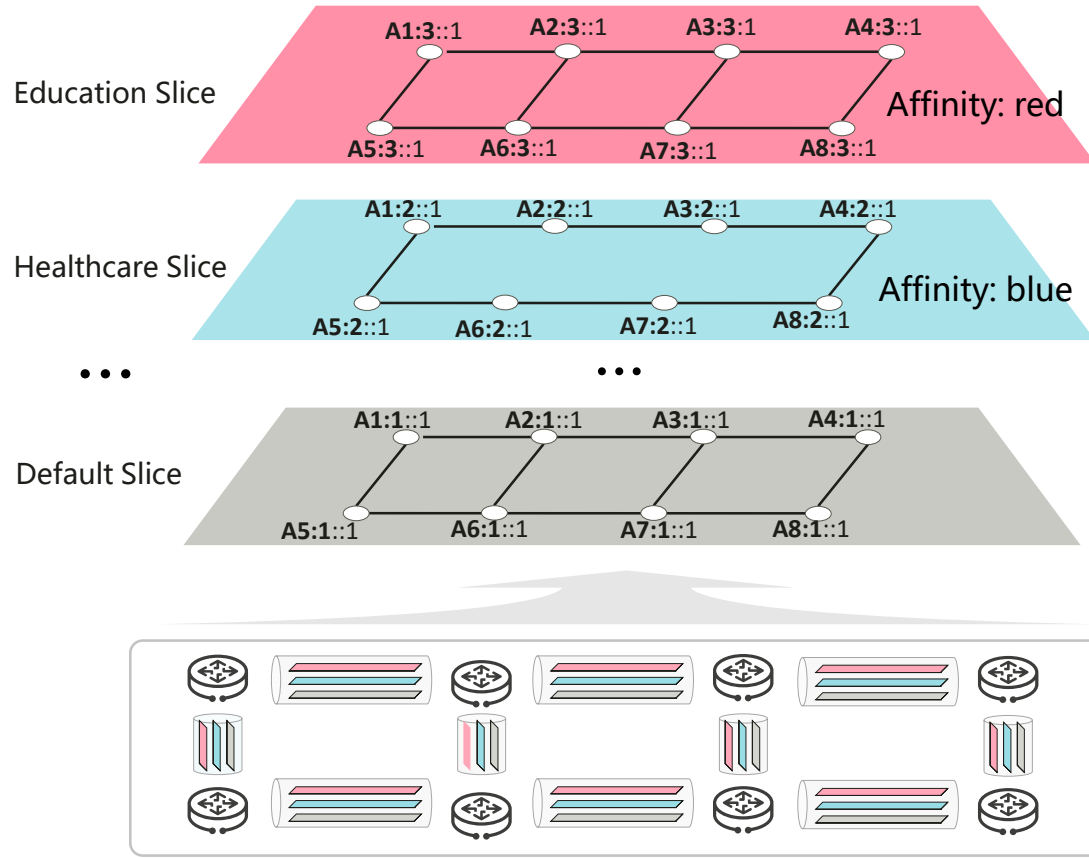 A1:3::1
A2:3::1
A3:3:1
A4:3::1
Education Slice
Affinity: red
A5:3::1
A6:3::1
A7:3::1
A8:3::1
A1:2::1
A2:2::1
A3:2::1
A4:2::1
Healthcare Slice
Affinity: blue
A5:2::1
A6:2::1
A7:2::1
A8:2::1
...
...
A1:1::1
A2:1::1
A3:1::1
A4:1::1
Default Slice
A5:1::1
A6:1::1
A7:1::1
A8:1::1